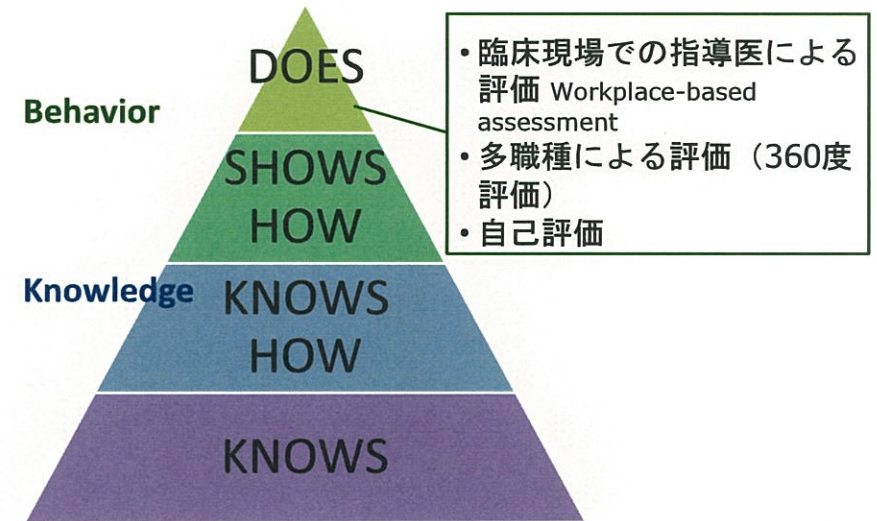 DOES
Behavior
SHOWS
HOW
Knowledge
KNOWS
HOW
KNOWS
・臨床現場での指導医による
評価 Workplace-based
assessment
・多職種による評価（360度
評価）
・自己評価